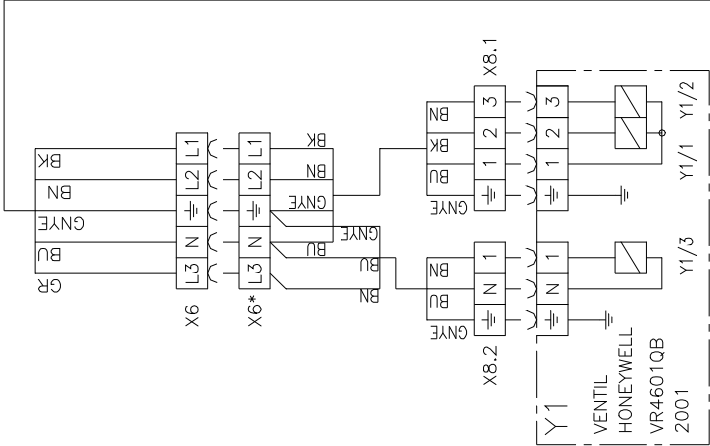 X8.1
BN
3
3
Y1/2
BK
2
2
BU
1
1
Y1/1
GNYE
BK
L1
L1
BK
BN
L2
L2
BN
GNYE
GNYE
BU
N
N
BU
GNYE
GR
L3
L3
BU
BN
X6
X6*
BN
1
1
Y1/3
BU
N
N
GNYE
X8.2
Y1
VENTIL
HONEYWELL
VR4601QB
2001